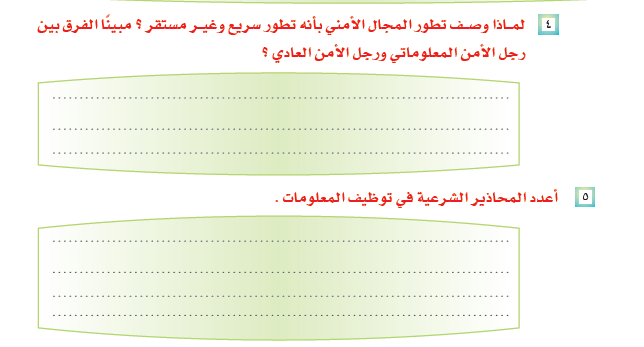 ٤ لماذا وصف تطور المجال الأمني بأنه تطور سريع وغير مستقر ؟ مبينًا الفرق بين
رجل الأمن المعلوماتي ورجل الأمن العادي ؟
٥ أعدد المحاذير الشرعية في توظيف المعلومات .